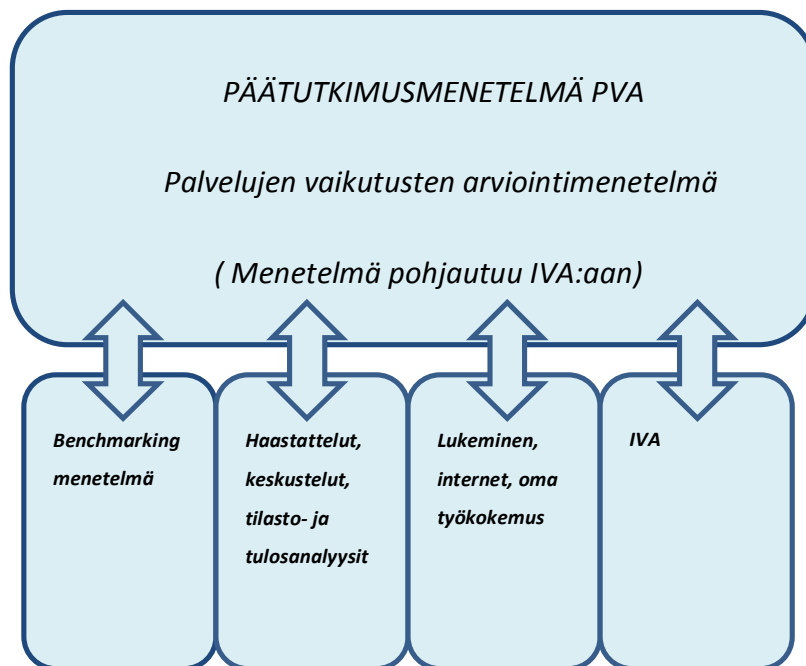 PÄÄTUTKIMUSMENETELMÄ PVA
Palvelujen vaikutusten arviointimenetelmä
( Menetelmä pohjautuu IVA:aan)
Benchmarking
menetelmä
Haastattelut,
keskustelut,
tilasto- ja
tulosanalyysit
Lukeminen,
internet, oma
työkokemus
IVA